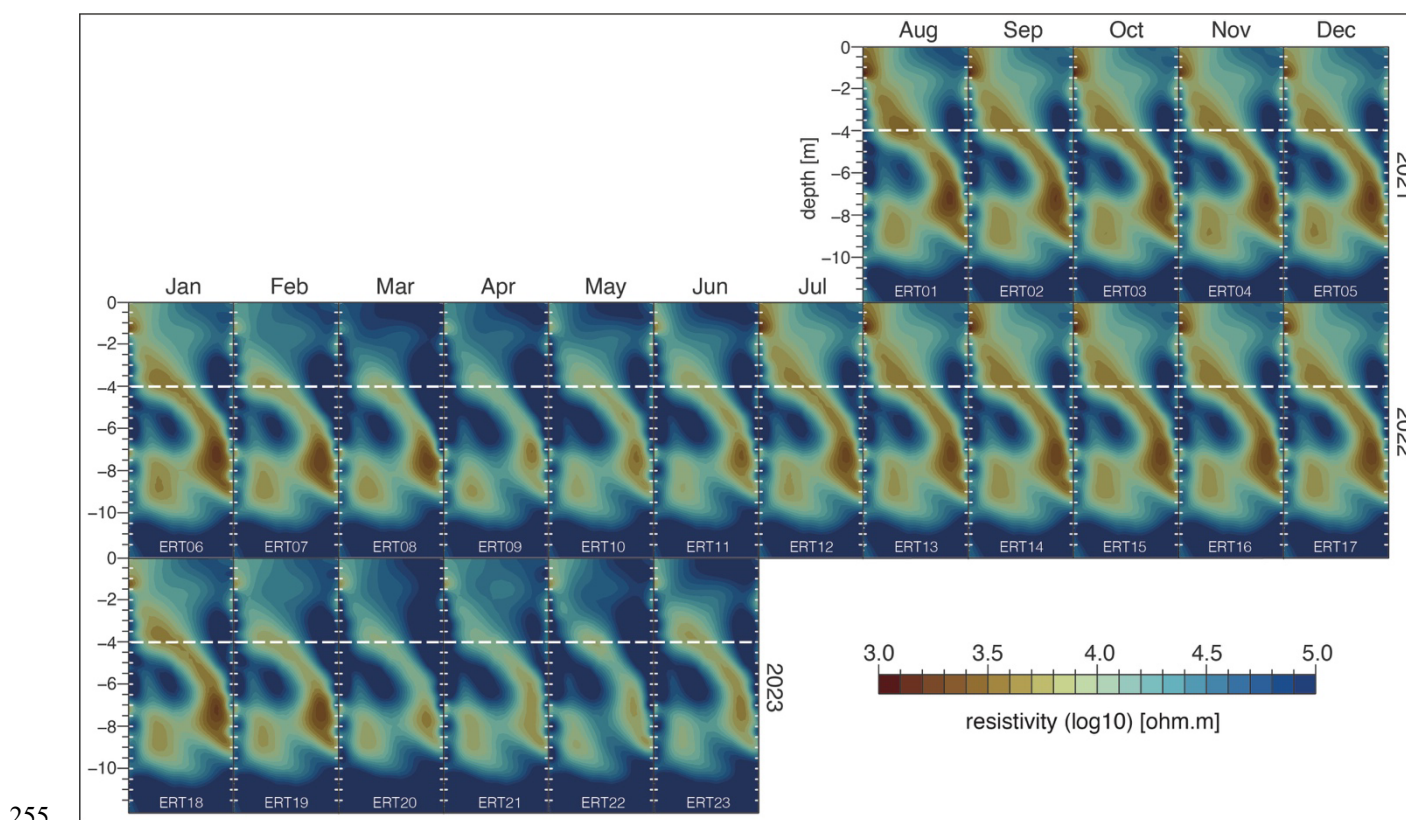 Aug Sep Oct Nov Dec
0
−2
−4
−6
−8
−10
depth [m]
2021
ERT01 ERT02 ERT03 ERT04 ERT05
Jan Feb Mar Apr May Jun Jul
0
−2
−4
−6
−8
−10
2022
ERT06 ERT07 ERT08 ERT09 ERT10 ERT11 ERT12 ERT13 ERT14 ERT15 ERT16 ERT17
0
−2
−4
−6
−8
−10
2023
ERT18 ERT19 ERT20 ERT21 ERT22 ERT23
3.0 3.5 4.0 4.5 5.0
resistivity (log10) [ohm.m]
255